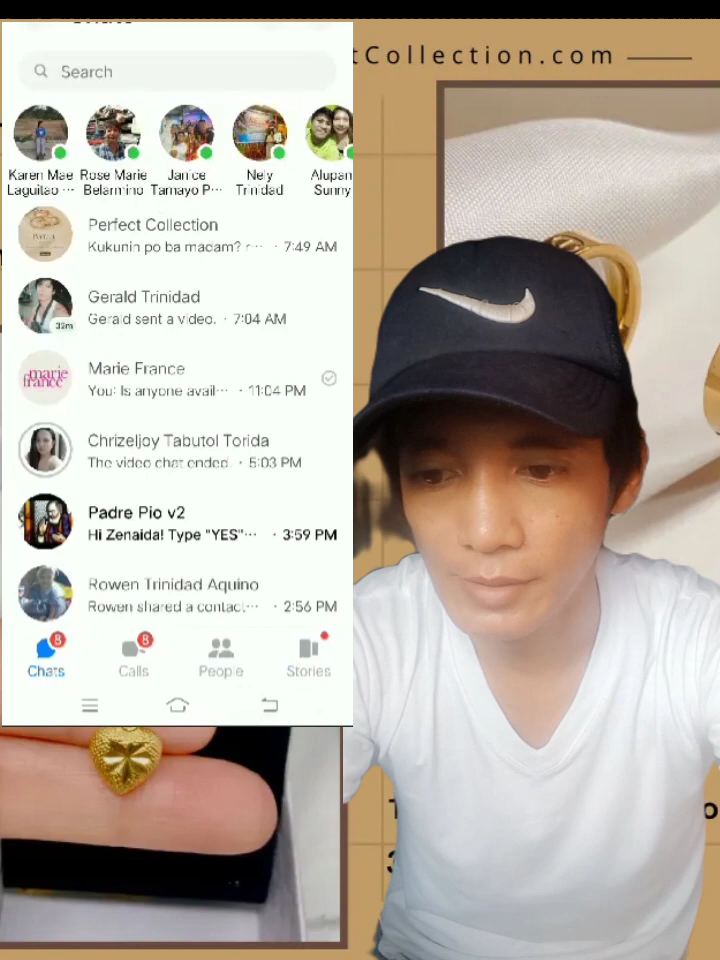 tCollection.com
Search
Karen Mae
Laguitao ...
Rose Marie
Belarmino
Janice
Tamayo P...
Nely
Trinidad
Alupan
Sunny
Perfect Collection
Kukunin po ba madam? r... · 7:49 AM
Gerald Trinidad
Gerald sent a video. · 7:04 AM
32m
Marie France
You: Is anyone avail... · 11:04 PM
marie
france
Chrizeljoy Tabutol Torida
The video chat ended. · 5:03 PM
Padre Pio v2
Hi Zenaida! Type "YES"... · 3:59 PM
Rowen Trinidad Aquino
Rowen shared a contact... · 2:56 PM
8
8
Chats
Calls
People
Stories